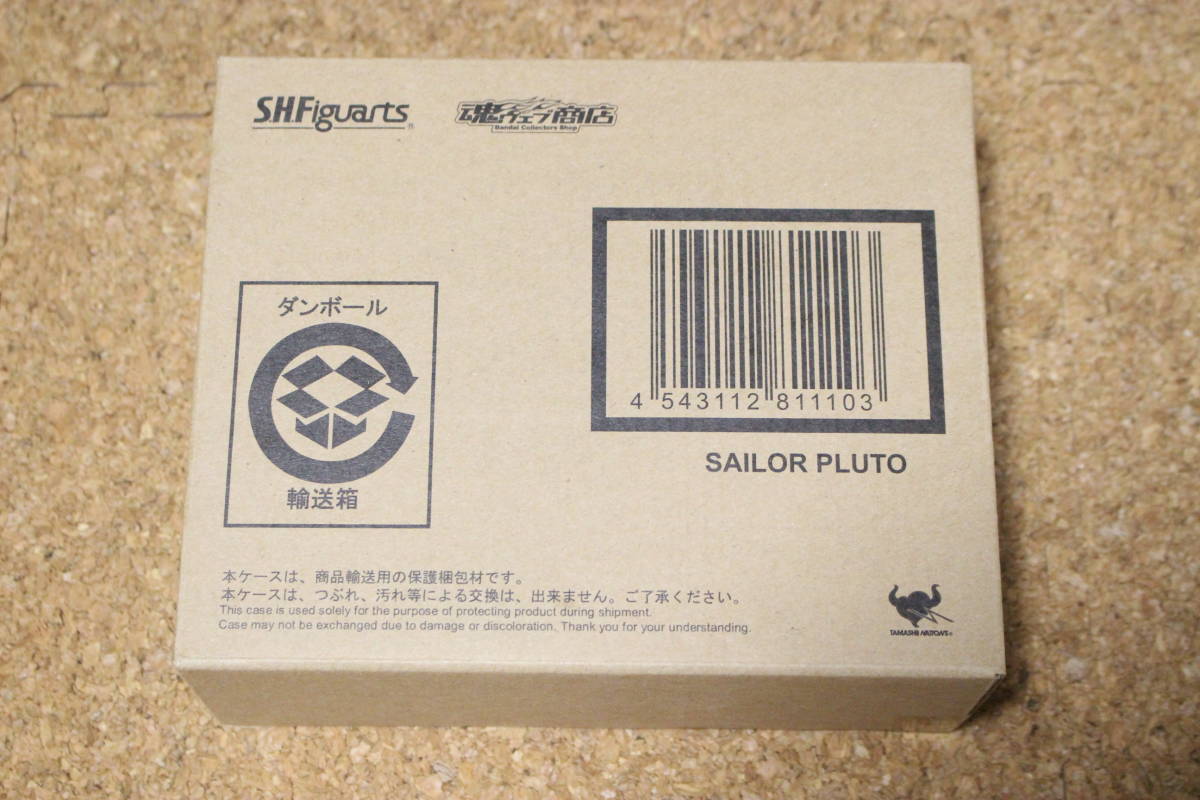 S.H.Figuarts
魂ウェブ商店
Bandai Collectors Shop
ダンボール
輸送箱
4 543112 811103
SAILOR PLUTO
本ケースは、商品輸送用の保護梱包材です。
本ケースは、つぶれ、汚れ等による交換は、出来ません。ご了承ください。
This case is used solely for the purpose of protecting product during shipment.
Case may not be exchanged due to damage or discoloration. Thank you for your understanding.
TAMASHII NATIONS